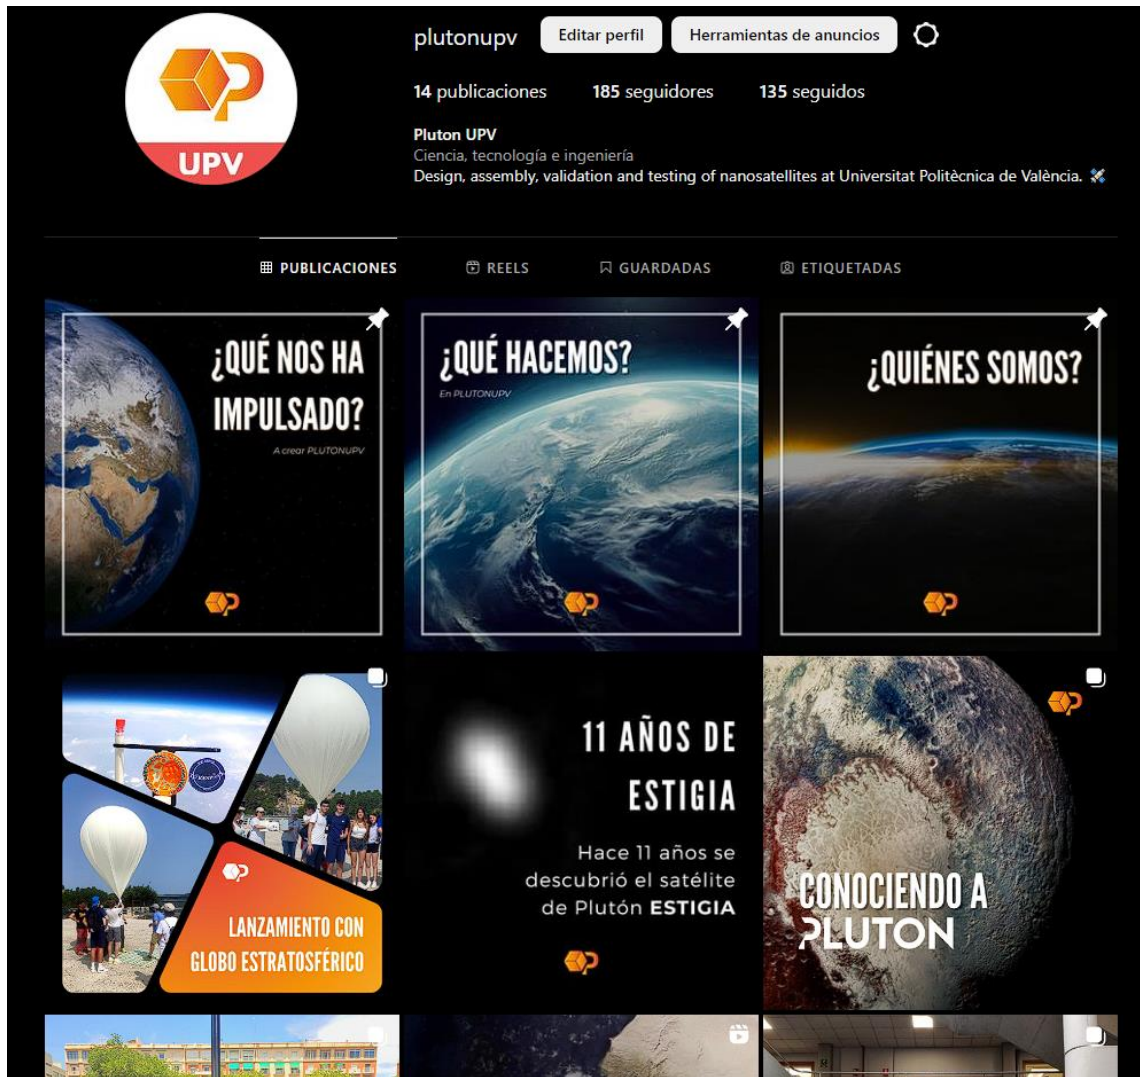 plutonupv Editar perfil Herramientas de anuncios
14 publicaciones 185 seguidores 135 seguidos
Pluton UPV
Ciencia, tecnología e ingeniería
Design, assembly, validation and testing of nanosatellites at Universitat Politècnica de València.
UPV
PUBLICACIONES REELS GUARDADAS ETIQUETADAS
¿QUÉ NOS HA
IMPULSADO?
A crear PLUTONUPV
¿QUÉ HACEMOS?
En PLUTONUPV
¿QUIÉNES SOMOS?
LANZAMIENTO CON
GLOBO ESTRATOSFÉRICO
11 AÑOS DE
ESTIGIA
Hace 11 años se
descubrió el satélite
de Plutón ESTIGIA
CONOCIENDO A
PLUTON